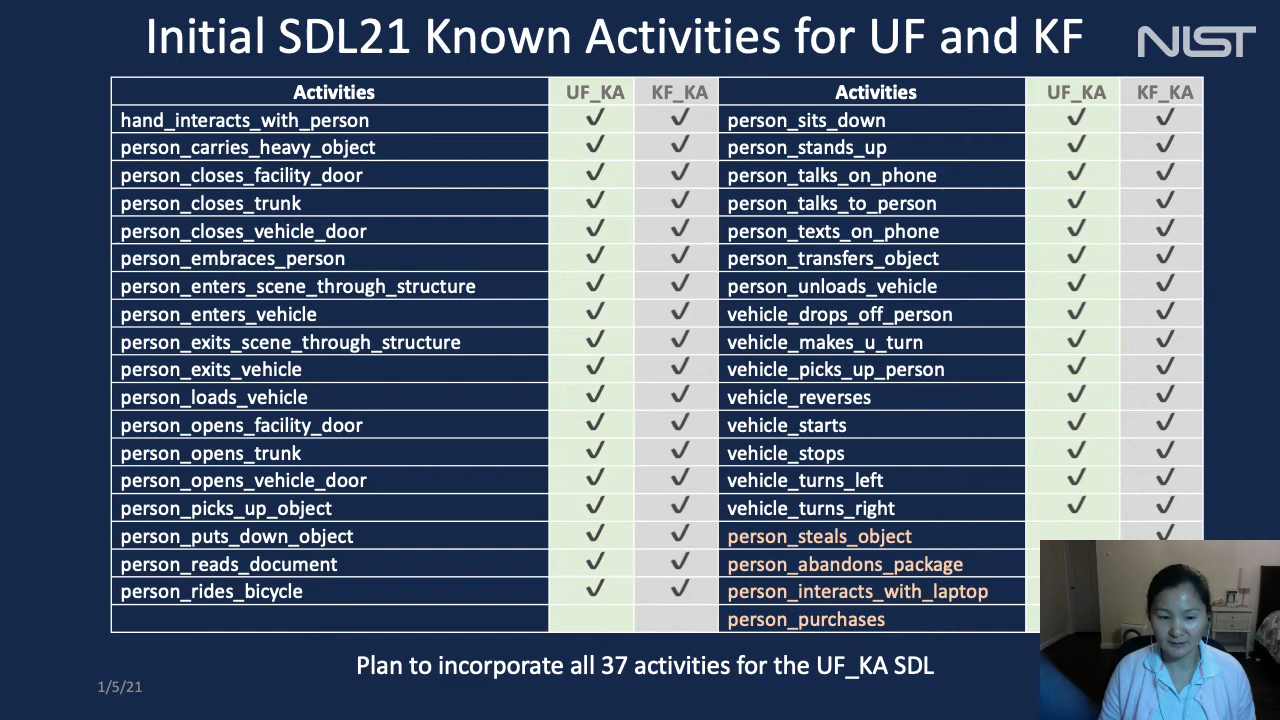 Initial SDL21 Known Activities for UF and KF
NIST
Activities UF_KA KF_KA Activities UF_KA KF_KA
hand_interacts_with_person ✓ ✓ person_sits_down ✓ ✓
person_carries_heavy_object ✓ ✓ person_stands_up ✓ ✓
person_closes_facility_door ✓ ✓ person_talks_on_phone ✓ ✓
person_closes_trunk ✓ ✓ person_talks_to_person ✓ ✓
person_closes_vehicle_door ✓ ✓ person_texts_on_phone ✓ ✓
person_embraces_person ✓ ✓ person_transfers_object ✓ ✓
person_enters_scene_through_structure ✓ ✓ person_unloads_vehicle ✓ ✓
person_enters_vehicle ✓ ✓ vehicle_drops_off_person ✓ ✓
person_exits_scene_through_structure ✓ ✓ vehicle_makes_u_turn ✓ ✓
person_exits_vehicle ✓ ✓ vehicle_picks_up_person ✓ ✓
person_loads_vehicle ✓ ✓ vehicle_reverses ✓ ✓
person_opens_facility_door ✓ ✓ vehicle_starts ✓ ✓
person_opens_trunk ✓ ✓ vehicle_stops ✓ ✓
person_opens_vehicle_door ✓ ✓ vehicle_turns_left ✓ ✓
person_picks_up_object ✓ ✓ vehicle_turns_right ✓ ✓
person_puts_down_object ✓ ✓ person_steals_object ✓
person_reads_document ✓ ✓ person_abandons_package
person_rides_bicycle ✓ ✓ person_interacts_with_laptop
person_purchases
Plan to incorporate all 37 activities for the UF_KA SDL
1/5/21